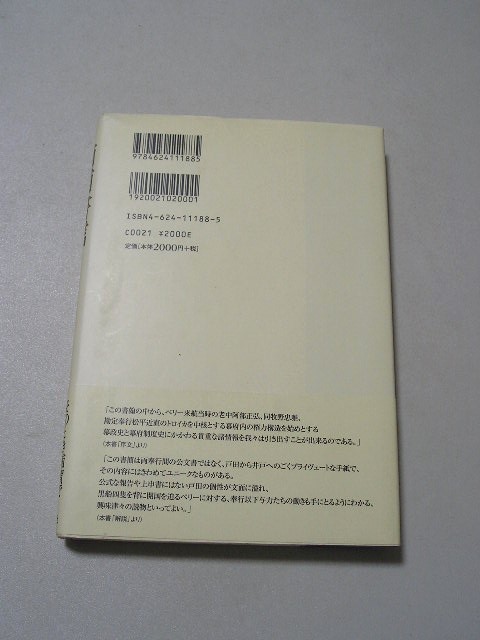 9784624111885
1920021020001
ISBN4-624-11188-5
C0021 ¥2000E
定価(本体2000円+税)
「この書簡の中から、ペリー来航当時の老中阿部正弘、同牧野忠雅、
勘定奉行松平近直のトロイカを中核とする幕府内の権力構造を始めとする
幕政史と幕府制度史にかかわる貴重な諸情報を我々は引き出すことが出来るのである。」
(本書「序文」より)
「この書簡は両奉行間の公文書ではなく、戸田から井戸へのごくプライヴェートな手紙で、
その内容にはきわめてユニークなものがある。
公式な報告や上申書にはない戸田の個性が文面に溢れ、
黒船四隻を背に開国を迫るペリーに対する、奉行以下与力たちの動きも手にとるようにわかる、
興味津々の読物といってよい。」
(本書「解説」より)